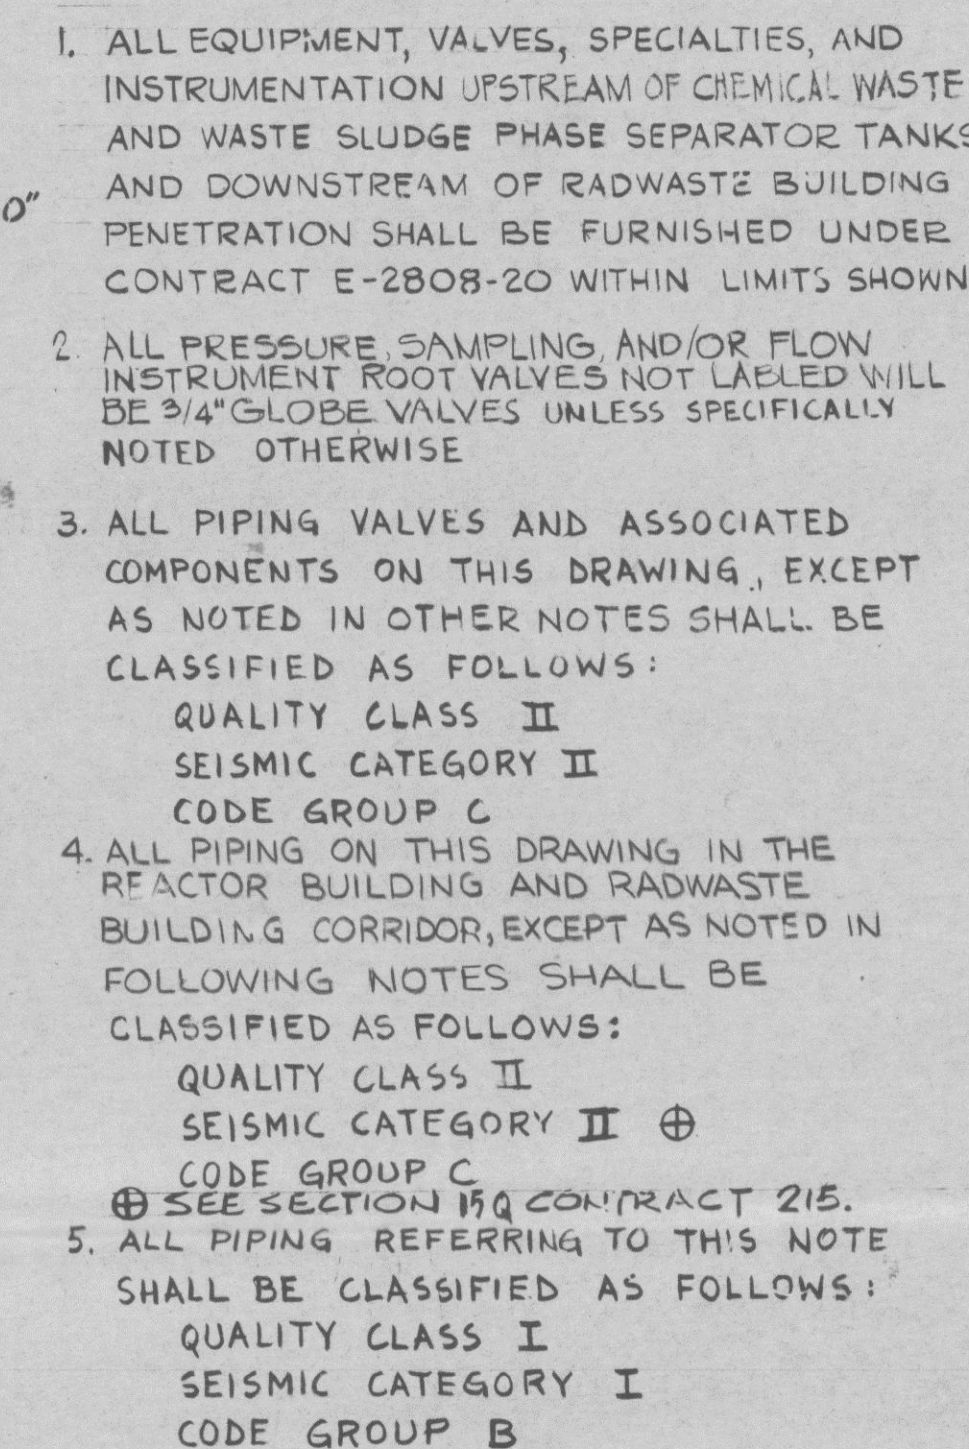 1. ALL EQUIPMENT, VALVES, SPECIALTIES, AND
INSTRUMENTATION UPSTREAM OF CHEMICAL WASTE
AND WASTE SLUDGE PHASE SEPARATOR TANKS
AND DOWNSTREAM OF RADWASTE BUILDING
0"
PENETRATION SHALL BE FURNISHED UNDER
CONTRACT E-2808-20 WITHIN LIMITS SHOWN
2. ALL PRESSURE, SAMPLING, AND/OR FLOW
INSTRUMENT ROOT VALVES NOT LABLED WILL
BE 3/4" GLOBE VALVES UNLESS SPECIFICALLY
NOTED OTHERWISE
3. ALL PIPING VALVES AND ASSOCIATED
COMPONENTS ON THIS DRAWING, EXCEPT
AS NOTED IN OTHER NOTES SHALL BE
CLASSIFIED AS FOLLOWS:
QUALITY CLASS II
SEISMIC CATEGORY II
CODE GROUP C
4. ALL PIPING ON THIS DRAWING IN THE
REACTOR BUILDING AND RADWASTE
BUILDING CORRIDOR, EXCEPT AS NOTED IN
FOLLOWING NOTES SHALL BE
CLASSIFIED AS FOLLOWS:
QUALITY CLASS II
SEISMIC CATEGORY II ⊕
CODE GROUP C
⊕ SEE SECTION 15Q CONTRACT 215.
5. ALL PIPING REFERRING TO THIS NOTE
SHALL BE CLASSIFIED AS FOLLOWS:
QUALITY CLASS I
SEISMIC CATEGORY I
CODE GROUP B